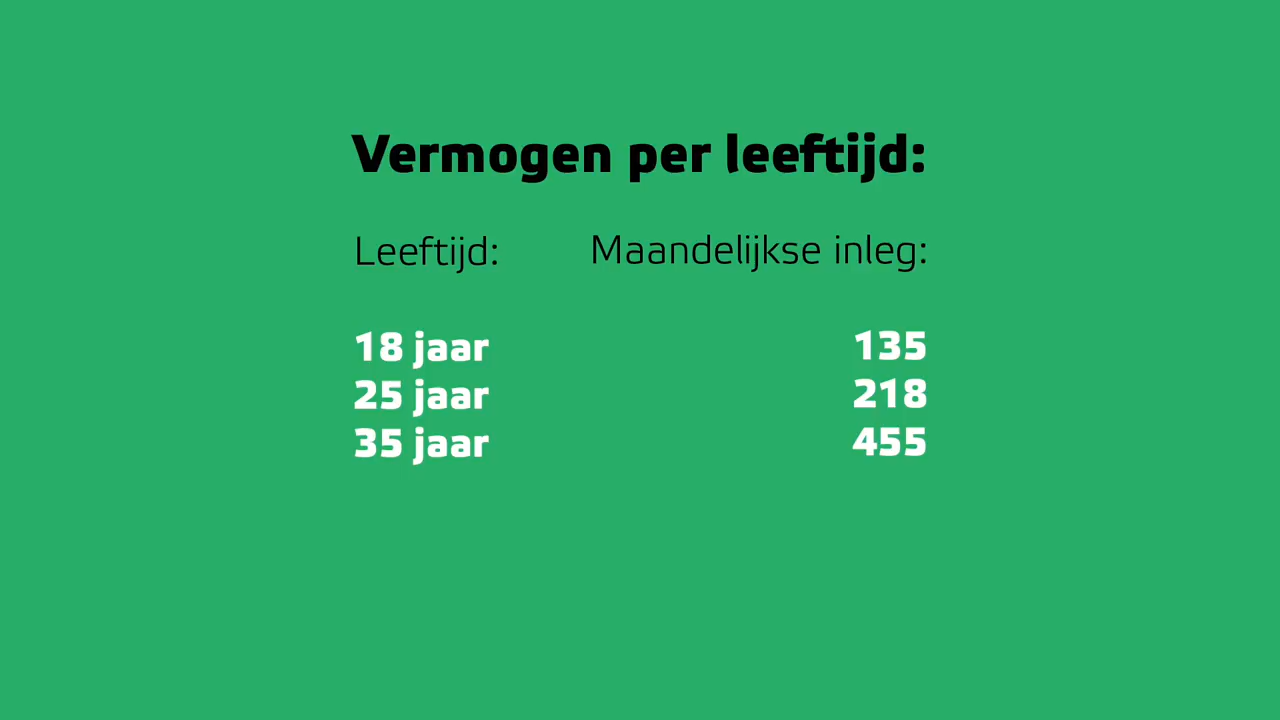 Vermogen per leeftijd:
Leeftijd: Maandelijkse inleg:
18 jaar 135
25 jaar 218
35 jaar 455